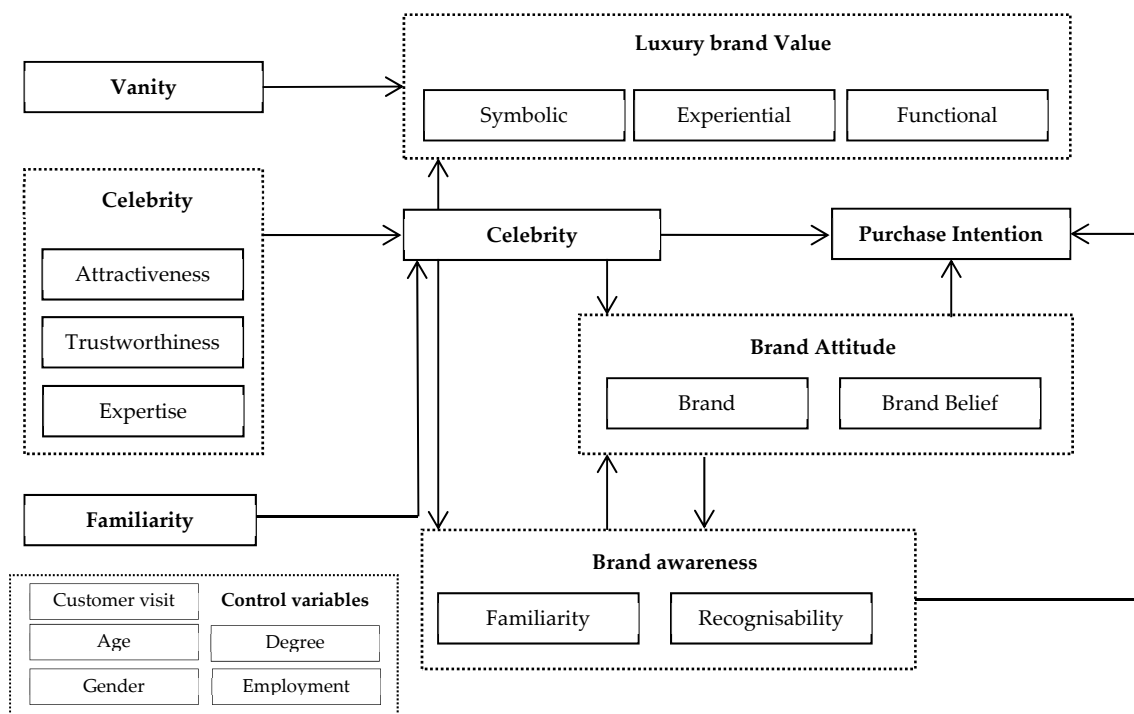 Luxury brand Value
Vanity
Symbolic
Experiential
Functional
Celebrity
Attractiveness
Trustworthiness
Expertise
Celebrity
Purchase Intention
Brand Attitude
Brand
Brand Belief
Familiarity
Brand awareness
Familiarity
Recognisability
Customer visit
Control variables
Age
Degree
Gender
Employment